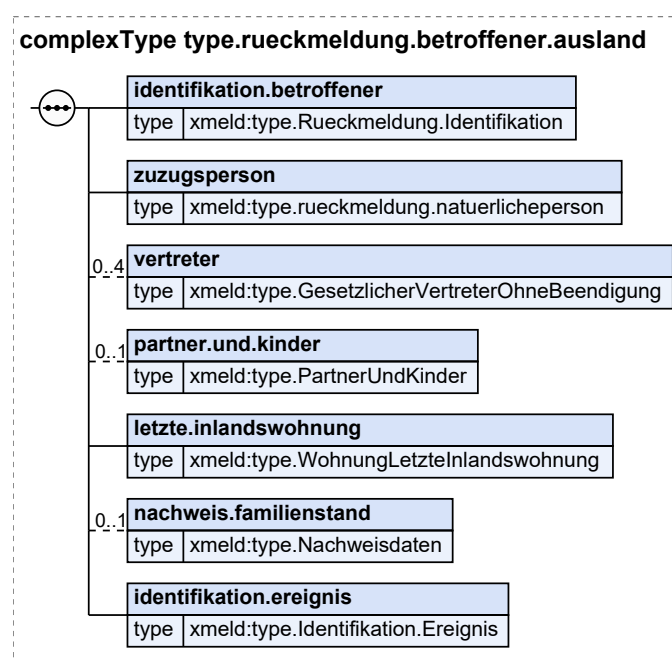 complexType type.rueckmeldung.betroffener.ausland
identifikation.betroffener
type xmeld:type.Rueckmeldung.Identifikation
zuzugsperson
type xmeld:type.rueckmeldung.natuerlicheperson
0..4 vertreter
type xmeld:type.GesetzlicherVertreterOhneBeendigung
0..1 partner.und.kinder
type xmeld:type.PartnerUndKinder
letzte.inlandswohnung
type xmeld:type.WohnungLetzteInlandswohnung
0..1 nachweis.familienstand
type xmeld:type.Nachweisdaten
identifikation.ereignis
type xmeld:type.Identifikation.Ereignis